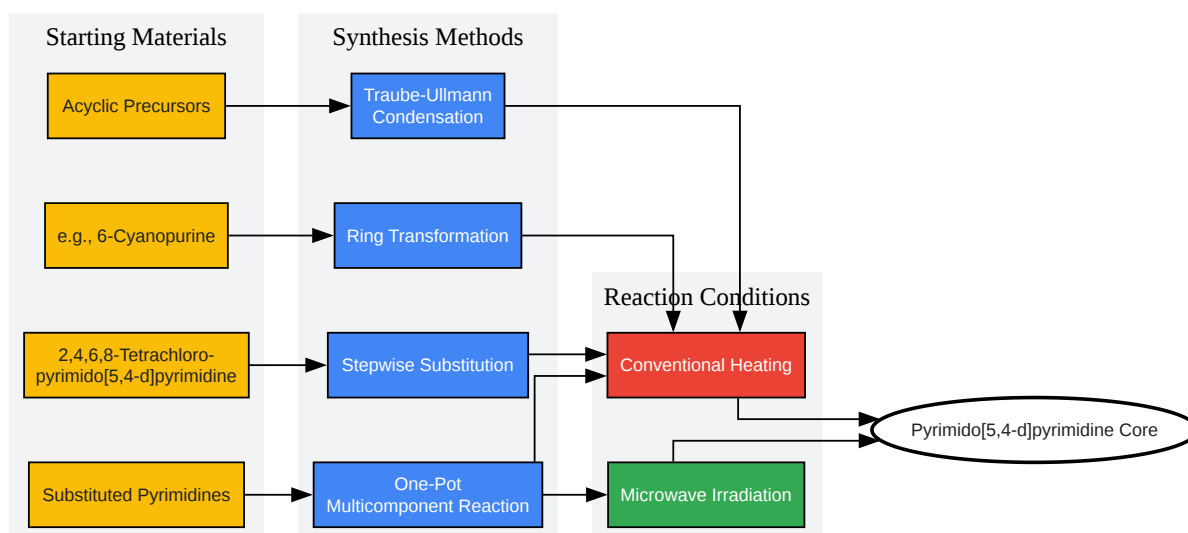 Starting Materials
Synthesis Methods
Acyclic Precursors
Traube-Ullmann
Condensation
e.g., 6-Cyanopurine
Ring Transformation
Reaction Conditions
2,4,6,8-Tetrachloro-
pyrimido[5,4-d]pyrimidine
Stepwise Substitution
Conventional Heating
Pyrimido[5,4-d]pyrimidine Core
Substituted Pyrimidines
One-Pot
Multicomponent Reaction
Microwave Irradiation